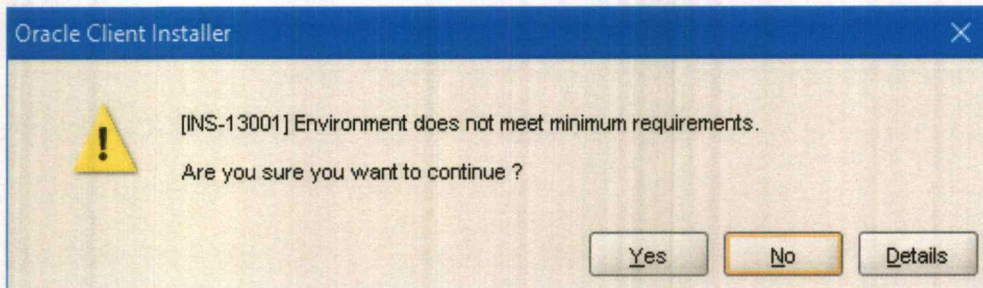 Oracle Client Installer
[INS-13001] Environment does not meet minimum requirements.
Are you sure you want to continue ?
Yes No Details